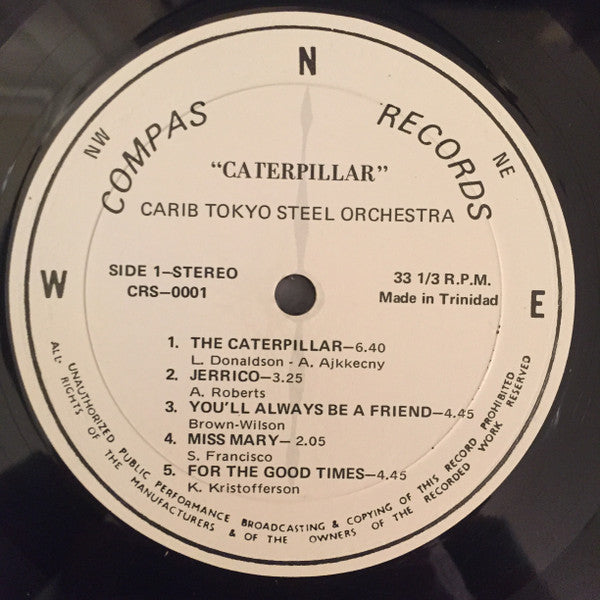 N
NW
NE
COMPAS RECORDS
“CATERPILLAR”
CARIB TOKYO STEEL ORCHESTRA
W
E
SIDE 1—STEREO
CRS—0001
33 1/3 R.P.M.
Made in Trinidad
1. THE CATERPILLAR—6.40
L. Donaldson - A. Ajkkecny
2. JERRICO—3.25
A. Roberts
3. YOU'LL ALWAYS BE A FRIEND—4.45
Brown-Wilson
4. MISS MARY— 2.05
S. Francisco
5. FOR THE GOOD TIMES—4.45
K. Kristofferson
UNAUTHORIZED PUBLIC PERFORMANCE BROADCASTING & COPYING OF THIS RECORD PROHIBITED
ALL RIGHTS OF THE MANUFACTURERS & OF THE OWNERS OF THE RECORDED WORK RESERVED